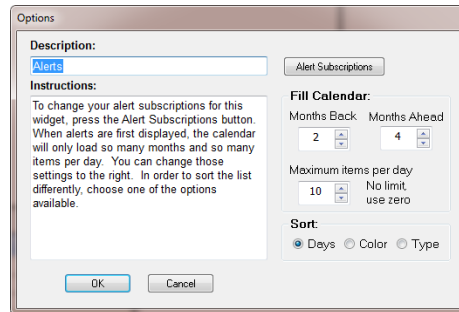 Options
Description:
Alerts
Alert Subscriptions
Instructions:
To change your alert subscriptions for this
widget, press the Alert Subscriptions button.
When alerts are first displayed, the calendar
will only load so many months and so many
items per day.  You can change those
settings to the right.  In order to sort the list
differently, choose one of the options
available.
Fill Calendar:
Months Back Months Ahead
2 4
Maximum items per day
10 No limit,
use zero
Sort:
Days Color Type
OK Cancel